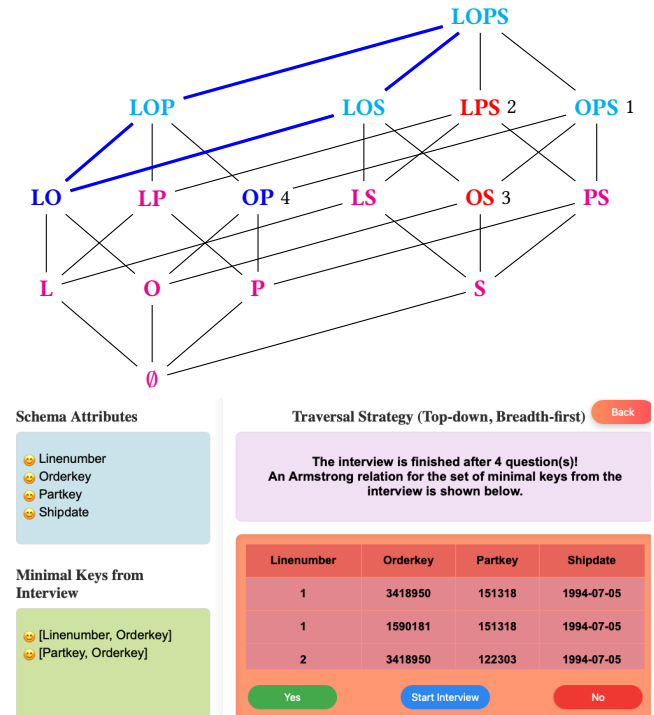 LOPS
LOP LOS LPS 2 OPS 1
LO LP OP 4 LS OS 3 PS
L O P S
∅
Schema Attributes
😊 Linenumber
😊 Orderkey
😊 Partkey
😊 Shipdate
Minimal Keys from
Interview
😊 [Linenumber, Orderkey]
😊 [Partkey, Orderkey]
Traversal Strategy (Top-down, Breadth-first)
Back
The interview is finished after 4 question(s)!
An Armstrong relation for the set of minimal keys from the
interview is shown below.
Linenumber Orderkey Partkey Shipdate
1 3418950 151318 1994-07-05
1 1590181 151318 1994-07-05
2 3418950 122303 1994-07-05
Yes Start Interview No